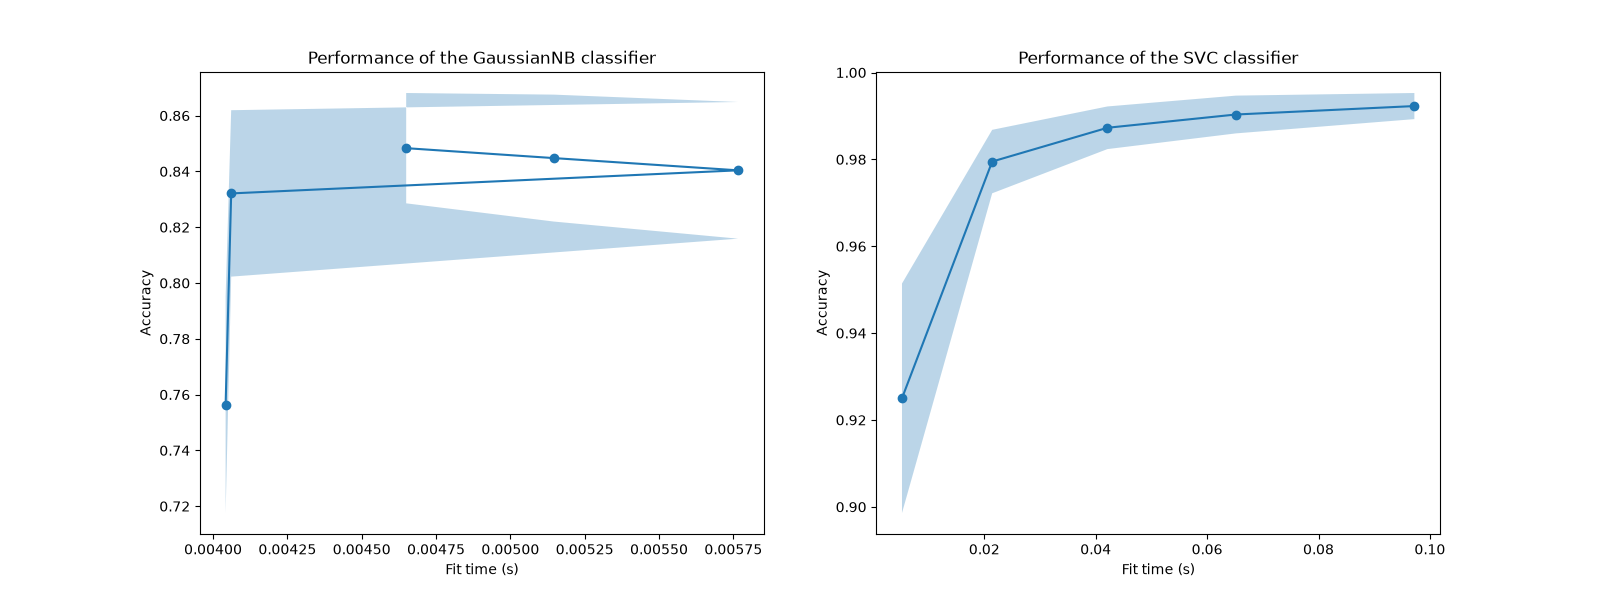 Performance of the GaussianNB classifier
0.86
0.84
0.82
0.80
0.78
0.76
0.74
0.72
Accuracy
0.00400 0.00425 0.00450 0.00475 0.00500 0.00525 0.00550 0.00575
Fit time (s)
Performance of the SVC classifier
1.00
0.98
0.96
0.94
0.92
0.90
Accuracy
0.02 0.04 0.06 0.08 0.10
Fit time (s)